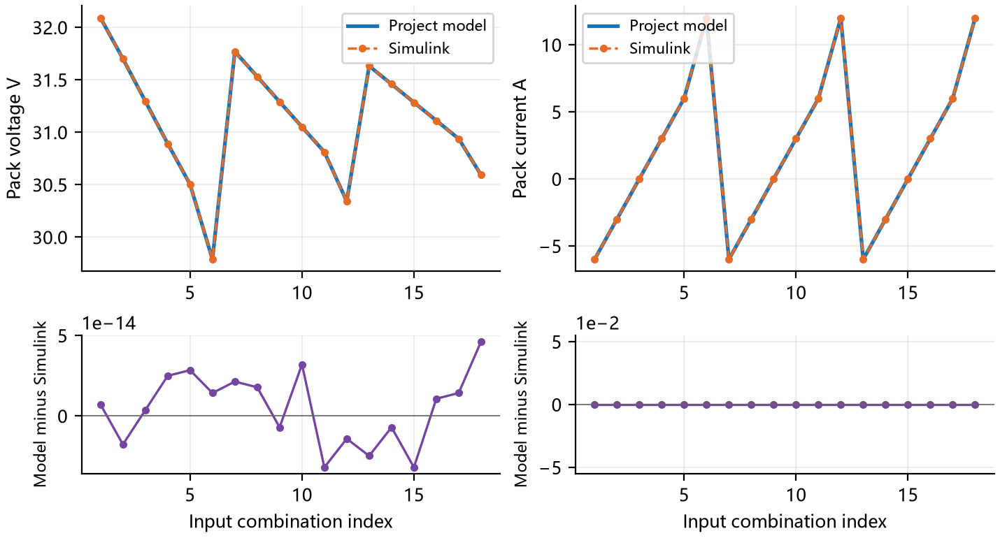 Pack voltage V
32.0
31.5
31.0
30.5
30.0
5
10
15
Project model
Simulink
Pack current A
10
5
0
−5
5
10
15
Project model
Simulink
Model minus Simulink
1e−14
5
0
5
10
15
Input combination index
Model minus Simulink
1e−2
5
0
−5
5
10
15
Input combination index